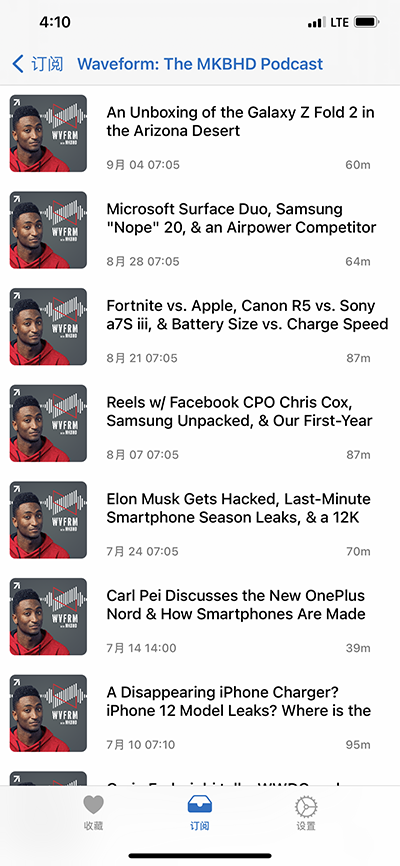 4:10
LTE
订阅
Waveform: The MKBHD Podcast
WVFRM
An Unboxing of the Galaxy Z Fold 2 in
the Arizona Desert
9月 04 07:05
60m
WVFRM
Microsoft Surface Duo, Samsung
"Nope" 20, & an Airpower Competitor
8月 28 07:05
64m
WVFRM
Fortnite vs. Apple, Canon R5 vs. Sony
a7S iii, & Battery Size vs. Charge Speed
8月 21 07:05
87m
WVFRM
Reels w/ Facebook CPO Chris Cox,
Samsung Unpacked, & Our First-Year
8月 07 07:05
87m
WVFRM
Elon Musk Gets Hacked, Last-Minute
Smartphone Season Leaks, & a 12K
7月 24 07:05
70m
WVFRM
Carl Pei Discusses the New OnePlus
Nord & How Smartphones Are Made
7月 14 14:00
39m
WVFRM
A Disappearing iPhone Charger?
iPhone 12 Model Leaks? Where is the
7月 10 07:10
95m
收藏
订阅
设置